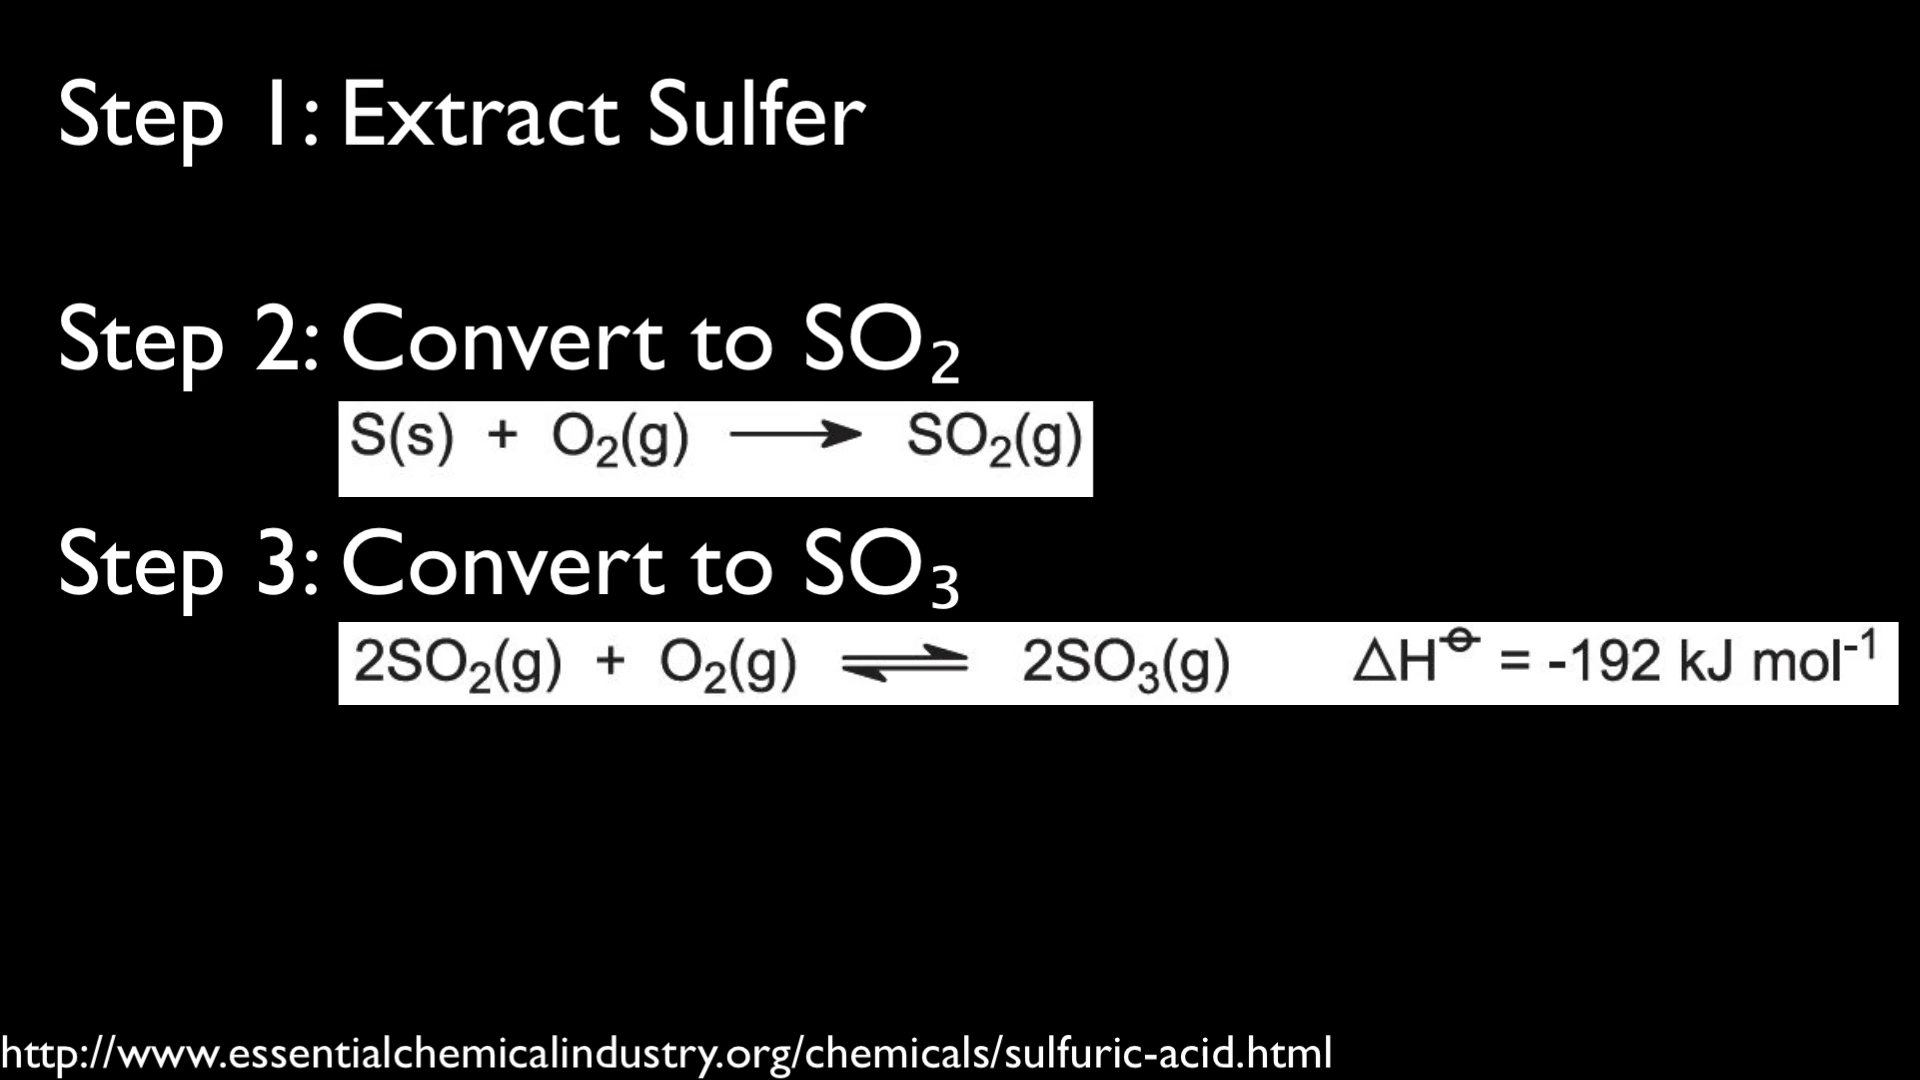 Step 1: Extract Sulfer
Step 2: Convert to SO₂
S(s) + O₂(g) ⟶ SO₂(g)
Step 3: Convert to SO₃
2SO₂(g) + O₂(g) ⇌ 2SO₃(g) ΔH⦵ = -192 kJ mol⁻¹
http://www.essentialchemicalindustry.org/chemicals/sulfuric-acid.html